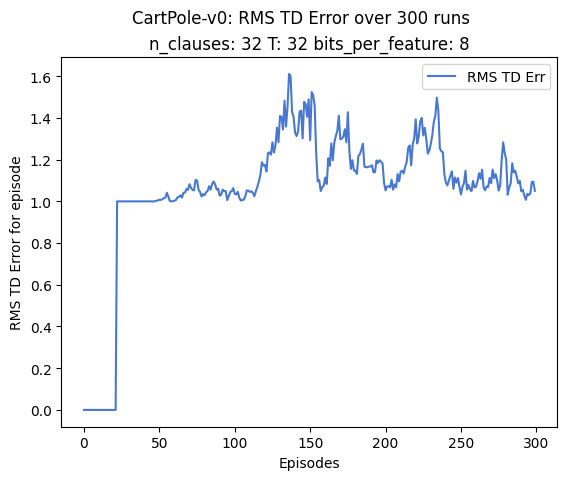 CartPole-v0: RMS TD Error over 300 runs
n_clauses: 32 T: 32 bits_per_feature: 8
RMS TD Err
1.6
1.4
1.2
1.0
0.8
0.6
0.4
0.2
0.0
RMS TD Error for episode
0 50 100 150 200 250 300
Episodes